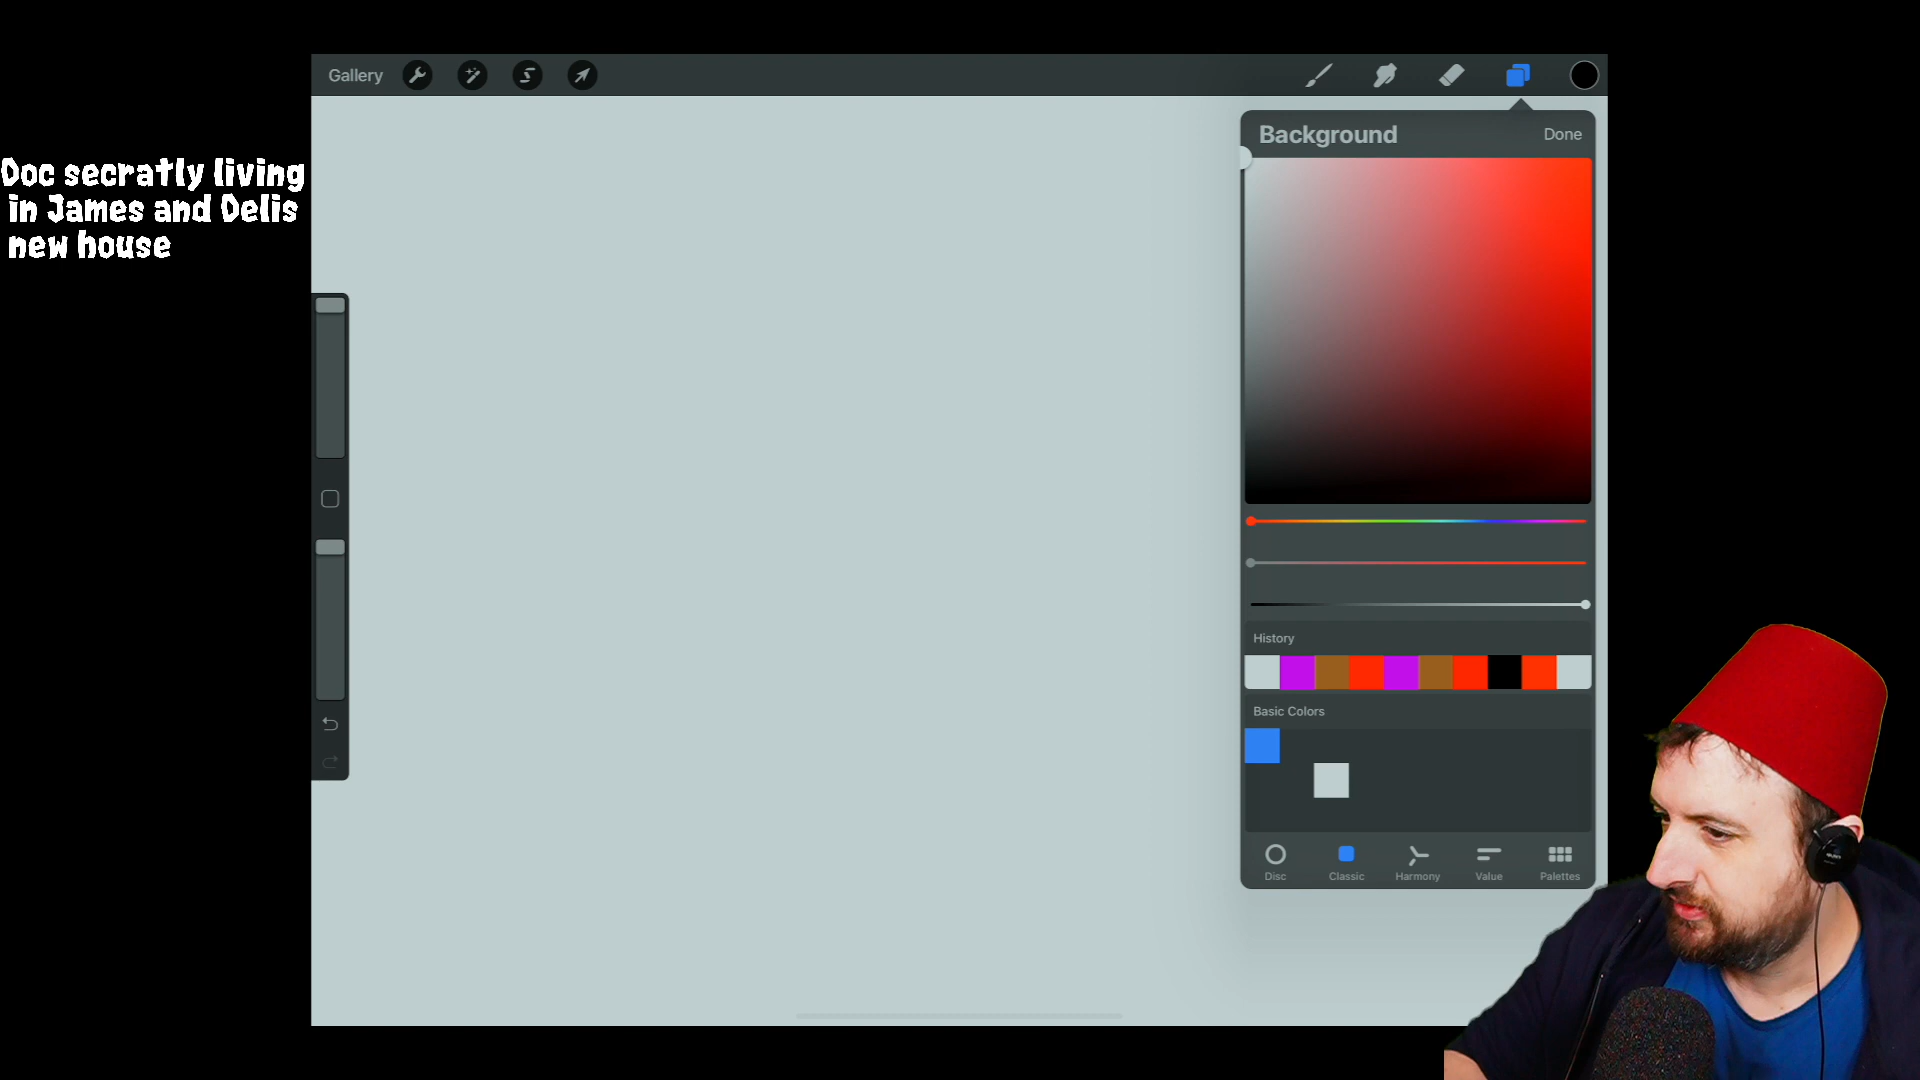 Gallery
Background
Done
Doc secratly living
in James and Delis
new house
History
Basic Colors
Disc
Classic
Harmony
Value
Palettes